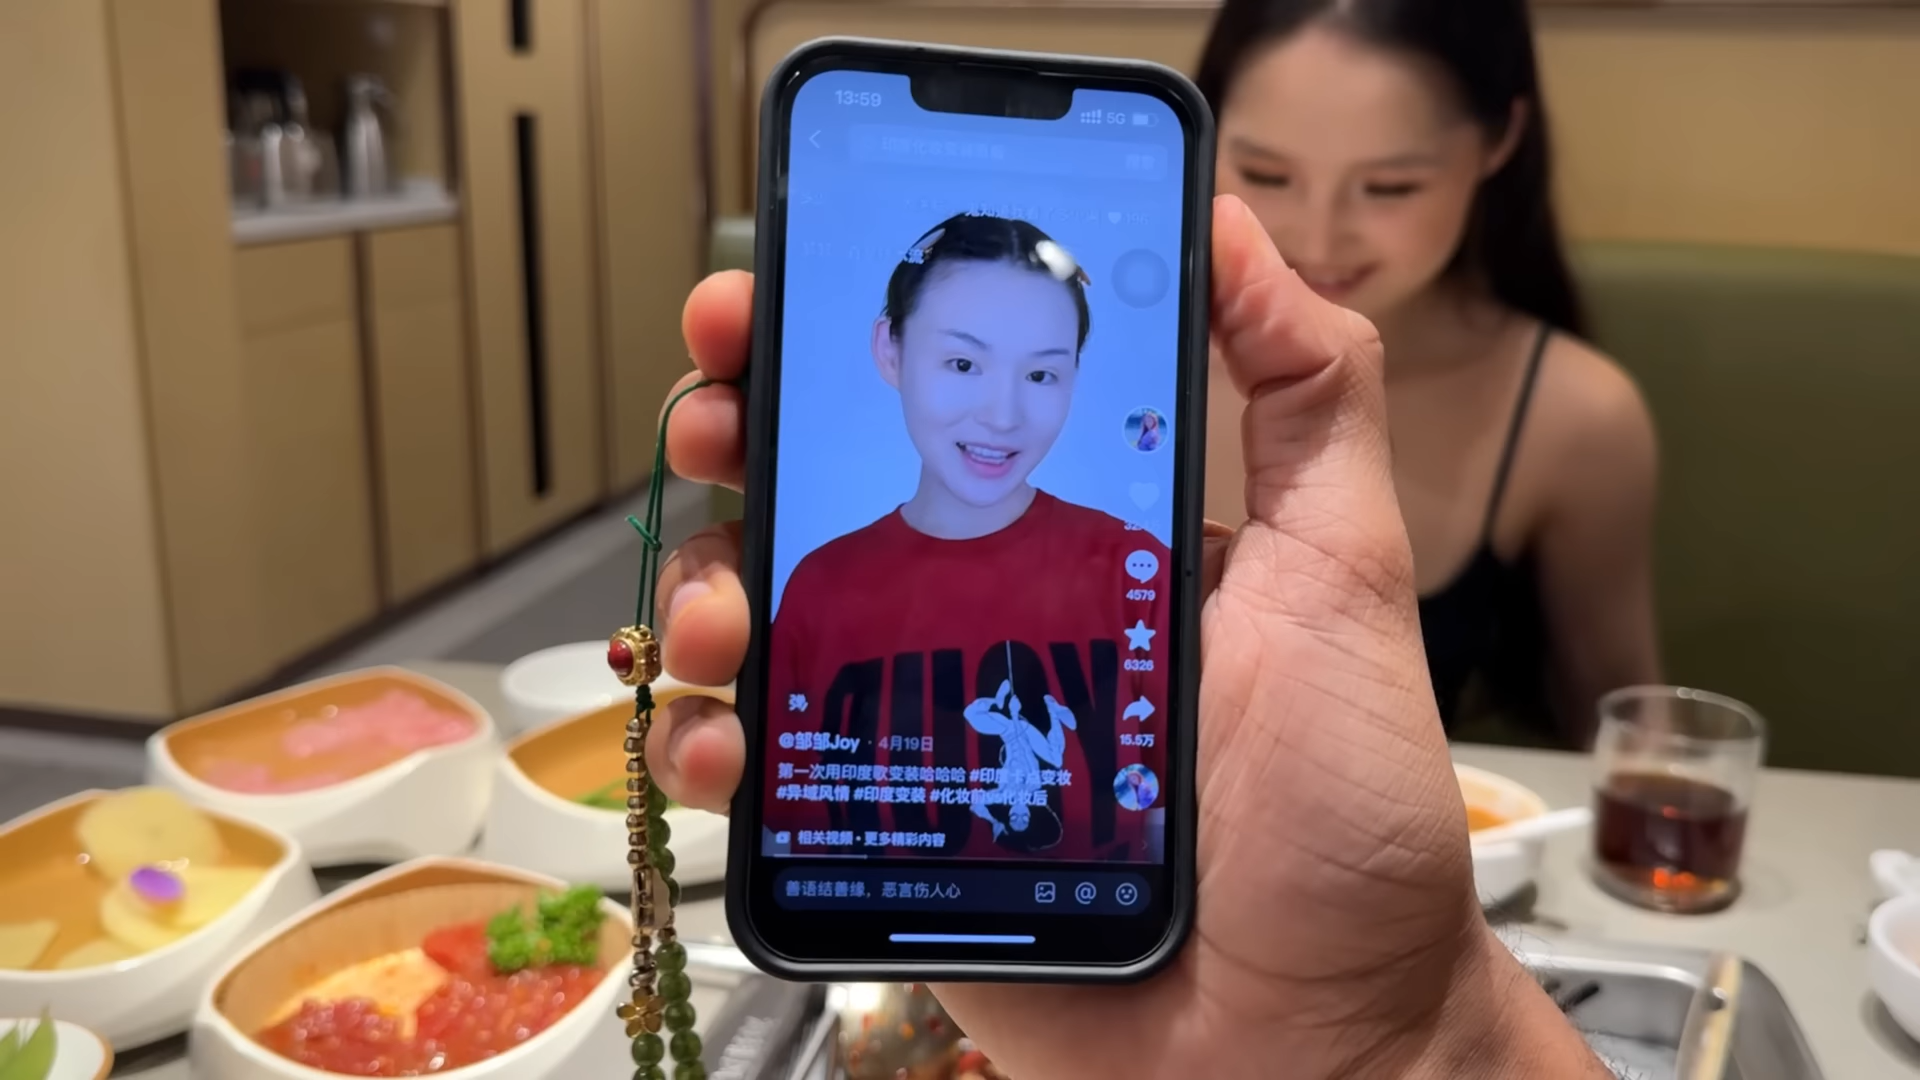 13:59
5G
196
4579
6326
15.5万
@邹邹Joy · 4月19日
第一次用印度歌变装哈哈哈 #印度卡点变妆
#异域风情 #印度变装 #化妆前vs化妆后
相关视频 · 更多精彩内容
善语结善缘，恶言伤人心